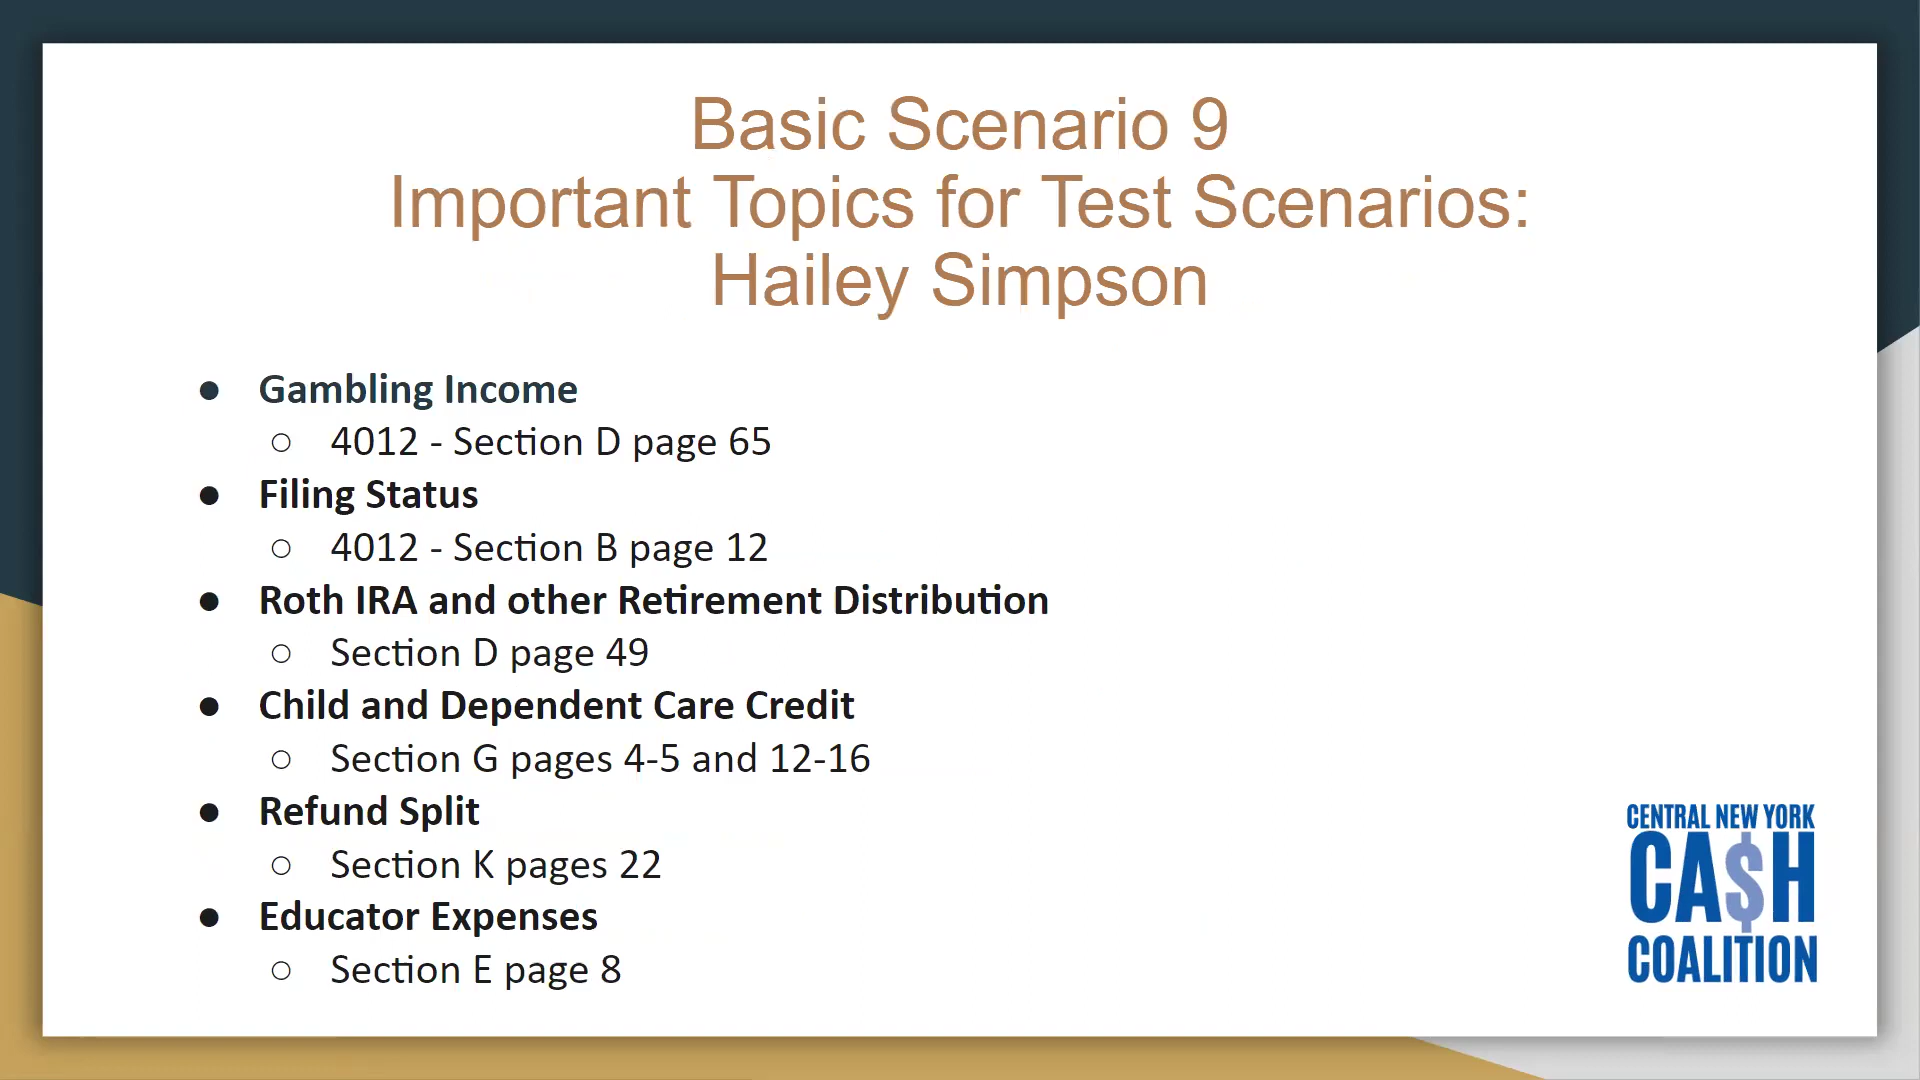 Basic Scenario 9
Important Topics for Test Scenarios:
Hailey Simpson
● Gambling Income
○ 4012 - Section D page 65
● Filing Status
○ 4012 - Section B page 12
● Roth IRA and other Retirement Distribution
○ Section D page 49
● Child and Dependent Care Credit
○ Section G pages 4-5 and 12-16
● Refund Split
○ Section K pages 22
● Educator Expenses
○ Section E page 8
CENTRAL NEW YORK
CA$H
COALITION